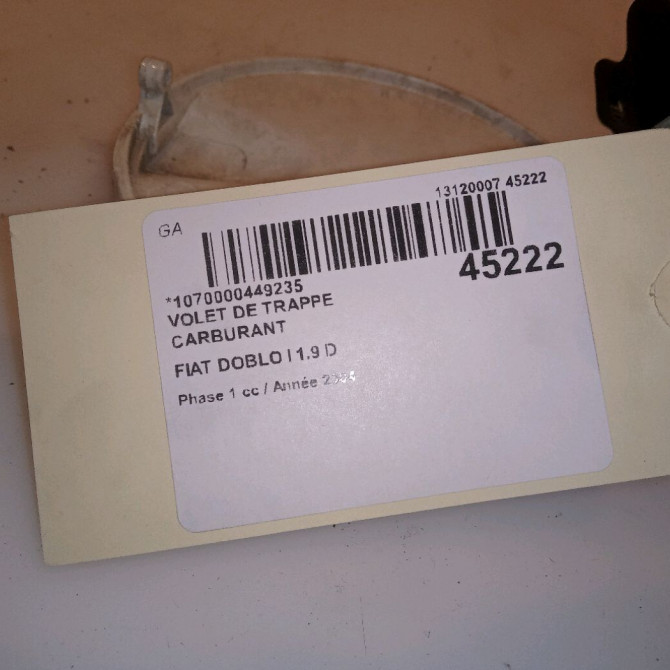 13120007 45222
GA
45222
*1070000449235
VOLET DE TRAPPE
CARBURANT
FIAT DOBLO I 1.9 D
Phase 1 cc / Année